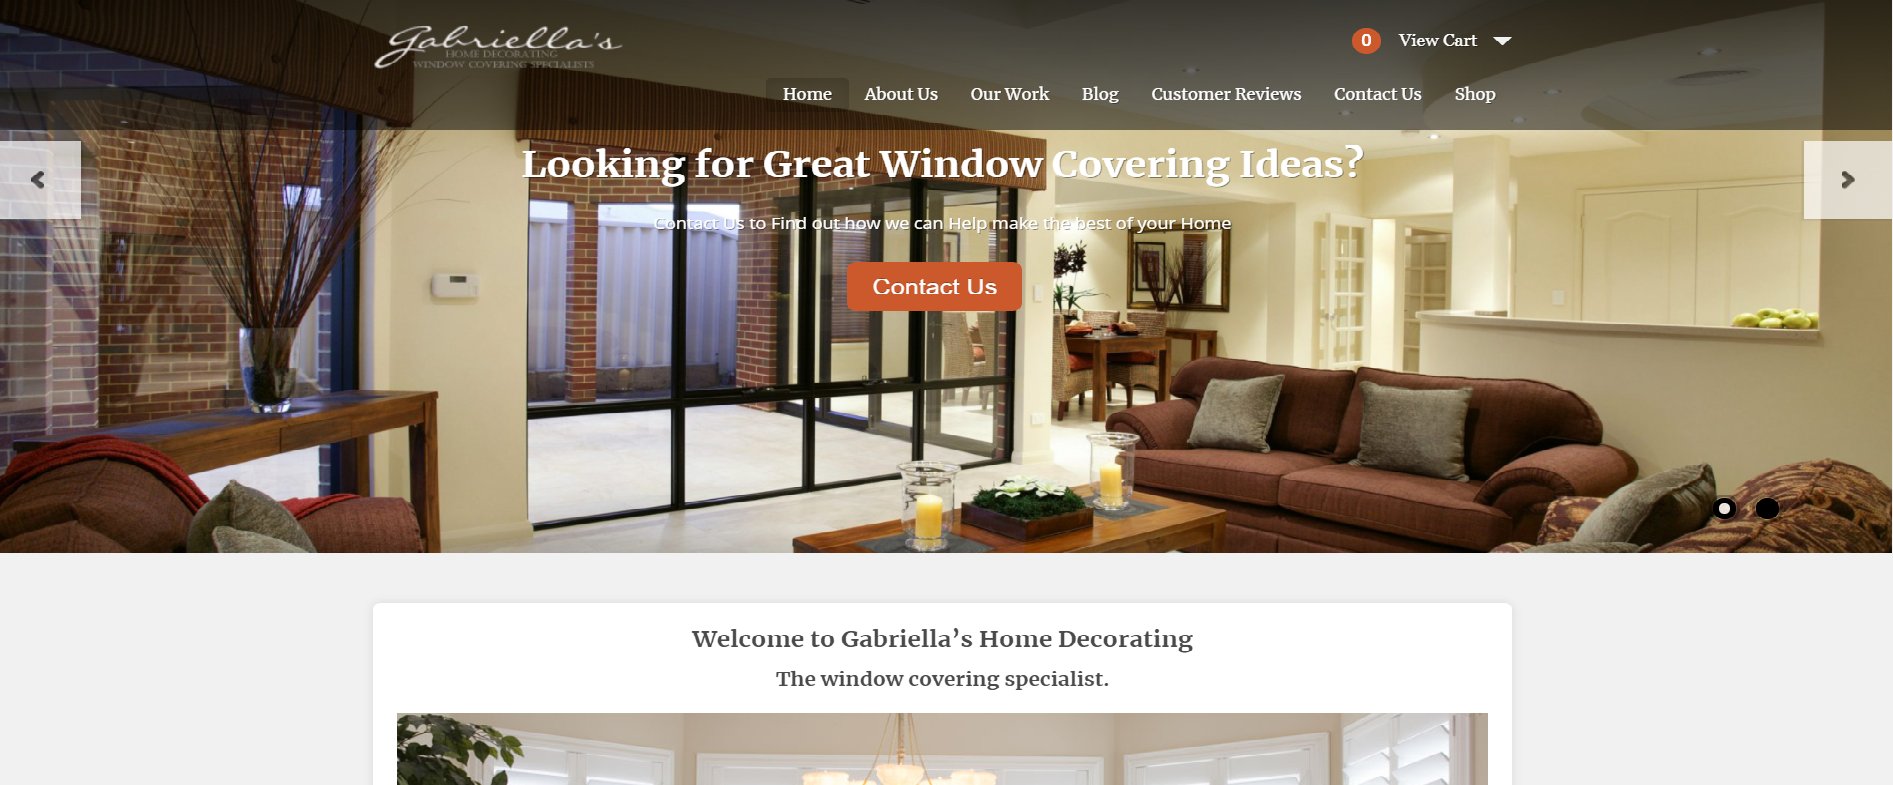 Gabriella's
HOME DECORATING
WINDOW COVERING SPECIALISTS
0 View Cart
Home About Us Our Work Blog Customer Reviews Contact Us Shop
Looking for Great Window Covering Ideas?
Contact Us to Find out how we can Help make the best of your Home
Contact Us
Welcome to Gabriella’s Home Decorating
The window covering specialist.